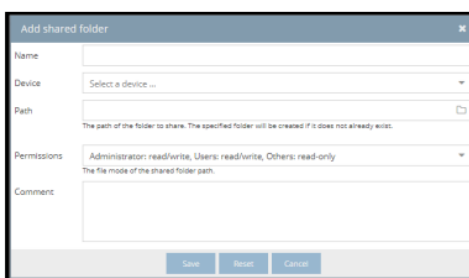 Add shared folder
Name
Device
Select a device ...
Path
The path of the folder to share. The specified folder will be created if it does not already exist.
Permissions
Administrator: read/write, Users: read/write, Others: read-only
The file mode of the shared folder path.
Comment
Save Reset Cancel